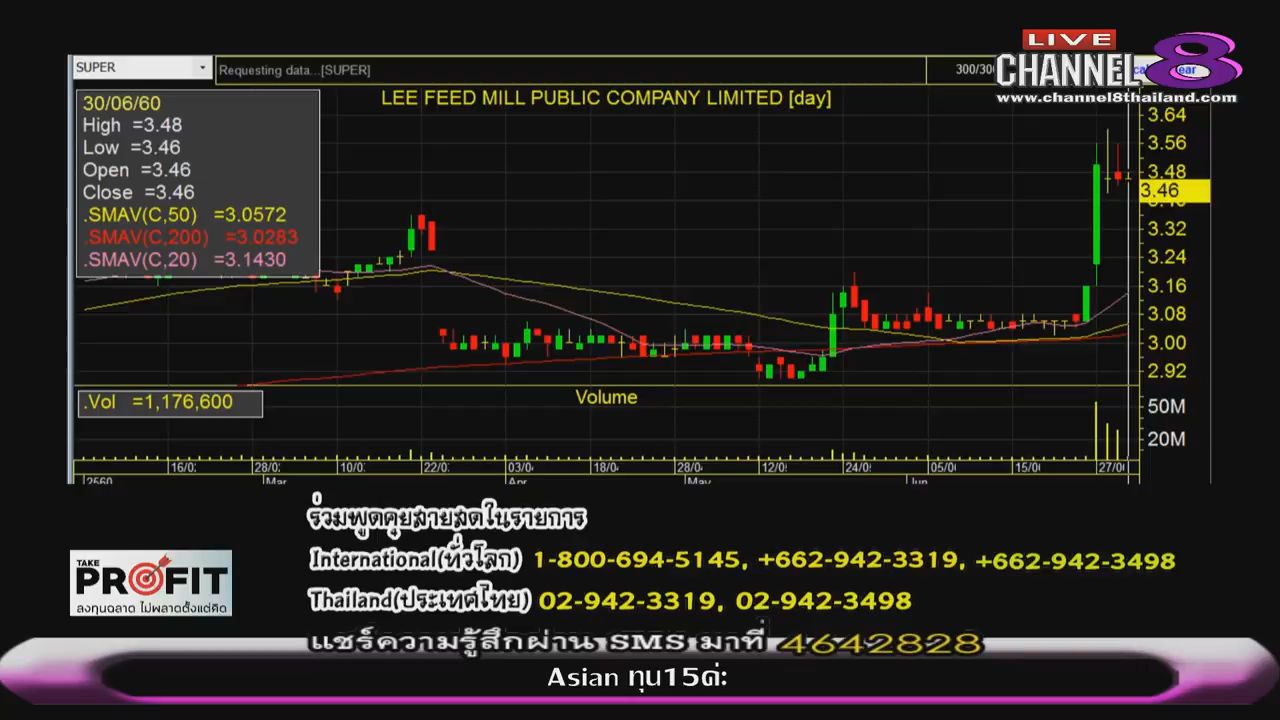 LIVE
CHANNEL 8
www.channel8thailand.com
SUPER
Requesting data...[SUPER]
LEE FEED MILL PUBLIC COMPANY LIMITED [day]
30/06/60
High =3.48
Low =3.46
Open =3.46
Close =3.46
.SMAV(C,50) =3.0572
.SMAV(C,200) =3.0283
.SMAV(C,20) =3.1430
3.64
3.56
3.48
3.46
3.32
3.24
3.16
3.08
3.00
2.92
.Vol =1,176,600
Volume
50M
20M
16/0
28/0
10/0
22/0
03/0
18/0
28/0
12/0
24/0
05/0
15/0
27/0
2560
Mar
Apr
May
Jun
ร่วมพูดคุยสายสดในรายการ
International(ทั่วโลก) 1-800-694-5145, +662-942-3319, +662-942-3498
Thailand(ประเทศไทย) 02-942-3319, 02-942-3498
แชร์ความรู้สึกผ่าน SMS มาที่ 4642828
TAKE
PROFIT
ลงทุนฉลาด ไม่พลาดตั้งแต่คิด
Asian ทุน15ด่ะ